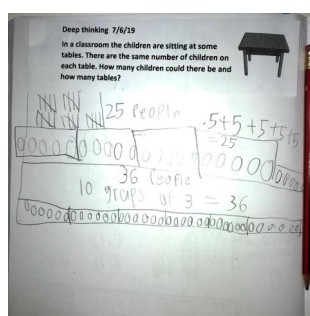 Deep thinking 7/6/19
In a classroom the children are sitting at some
tables. There are the same number of children on
each table. How many children could there be and
how many tables?
25 people
.5+5+5+5+5
=25
36 Peofle
10 graps of 3 = 36